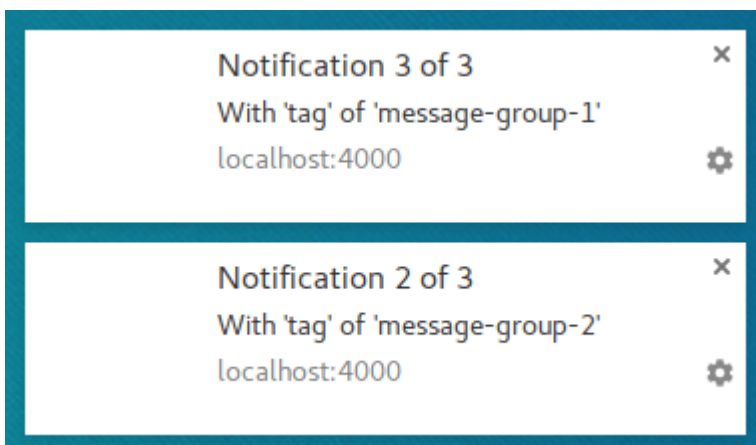 Notification 3 of 3
With 'tag' of 'message-group-1'
localhost:4000
Notification 2 of 3
With 'tag' of 'message-group-2'
localhost:4000